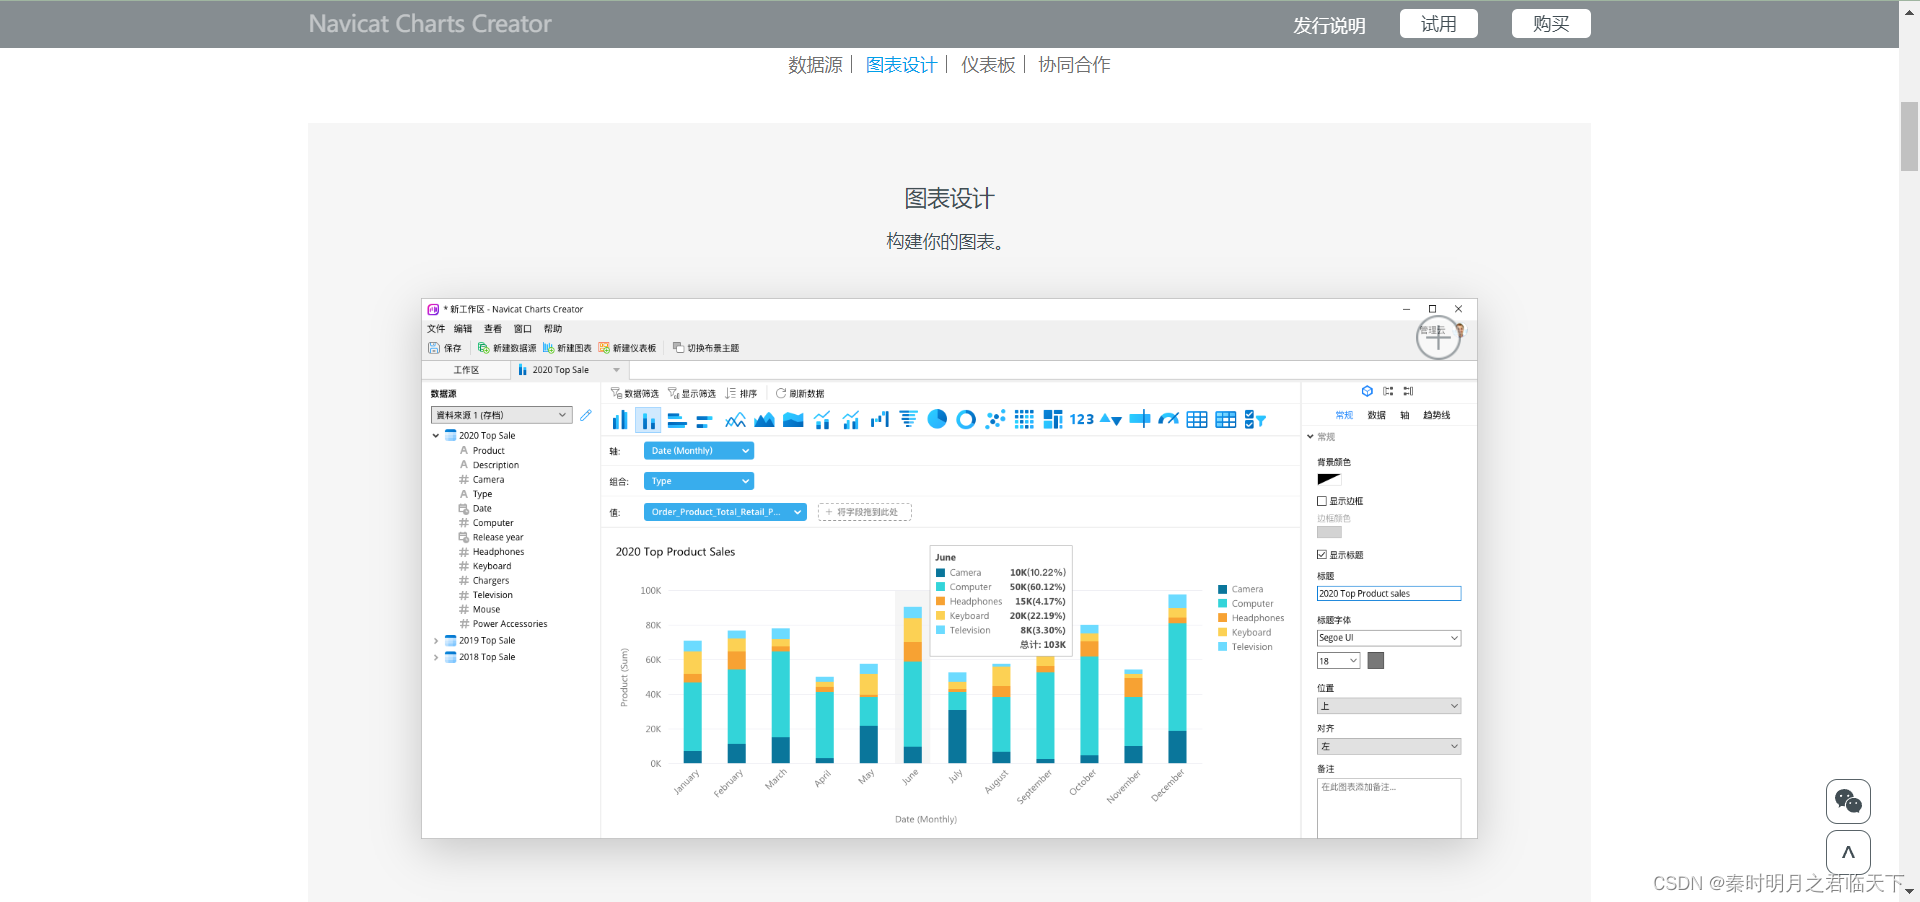 Navicat Charts Creator
发行说明 试用 购买
数据源 图表设计 仪表板 协同合作
图表设计
构建你的图表。
* 新工作区 - Navicat Charts Creator
文件 编辑 查看 窗口 帮助
管理云
保存 新建数据源 新建图表 新建仪表板 切换布景主题
工作区 2020 Top Sale
数据源
資料來源 1 (存档)
2020 Top Sale
Product
Description
Camera
Type
Date
Computer
Release year
Headphones
Keyboard
Chargers
Television
Mouse
Power Accessories
2019 Top Sale
2018 Top Sale
数据筛选 显示筛选 排序 刷新数据
123
轴: Date (Monthly)
组合: Type
值: Order_Product_Total_Retail_P... + 将字段拖到此处
2020 Top Product Sales
June
Camera 10K(10.22%)
Computer 50K(60.12%)
Headphones 15K(4.17%)
Keyboard 20K(22.19%)
Television 8K(3.30%)
总计: 103K
Camera
Computer
Headphones
Keyboard
Television
Product (Sum)
100K
80K
60K
40K
20K
0K
January February March April May June July August September October November December
Date (Monthly)
常规 数据 轴 趋势线
常规
背景颜色
显示边框
边框颜色
显示标题
标题
2020 Top Product sales
标题字体
Segoe UI
18
位置
上
对齐
左
备注
在此图表添加备注...
CSDN @秦时明月之君临天下